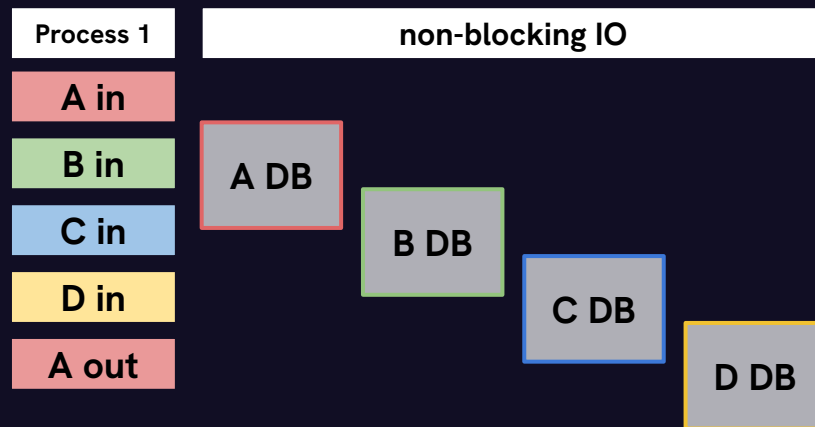 Process 1
non-blocking IO
A in
B in
C in
D in
A out
A DB
B DB
C DB
D DB